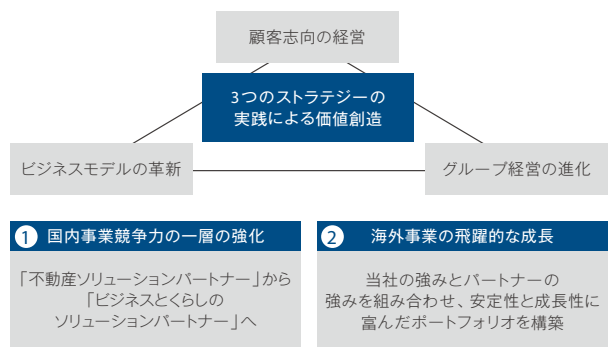 顧客志向の経営
3つのストラテジーの
実践による価値創造
ビジネスモデルの革新
グループ経営の進化
1 国内事業競争力の一層の強化
「不動産ソリューションパートナー」から
「ビジネスとくらしの
ソリューションパートナー」へ
2 海外事業の飛躍的な成長
当社の強みとパートナーの
強みを組み合わせ、安定性と成長性に
富んだポートフォリオを構築